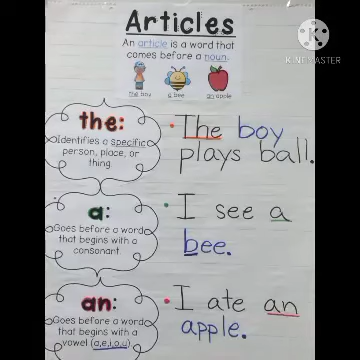 Articles
An article is a word that
comes before a noun.
the boy a bee an apple
the:
Identifies a specific
person, place, or
thing
The boy
plays ball.
a:
Goes before a word
that begins with a
consonant.
I see a
bee.
an:
Goes before a word
that begins with a
vowel (a,e,i,o,u)
I ate an
apple.
KINEMASTER